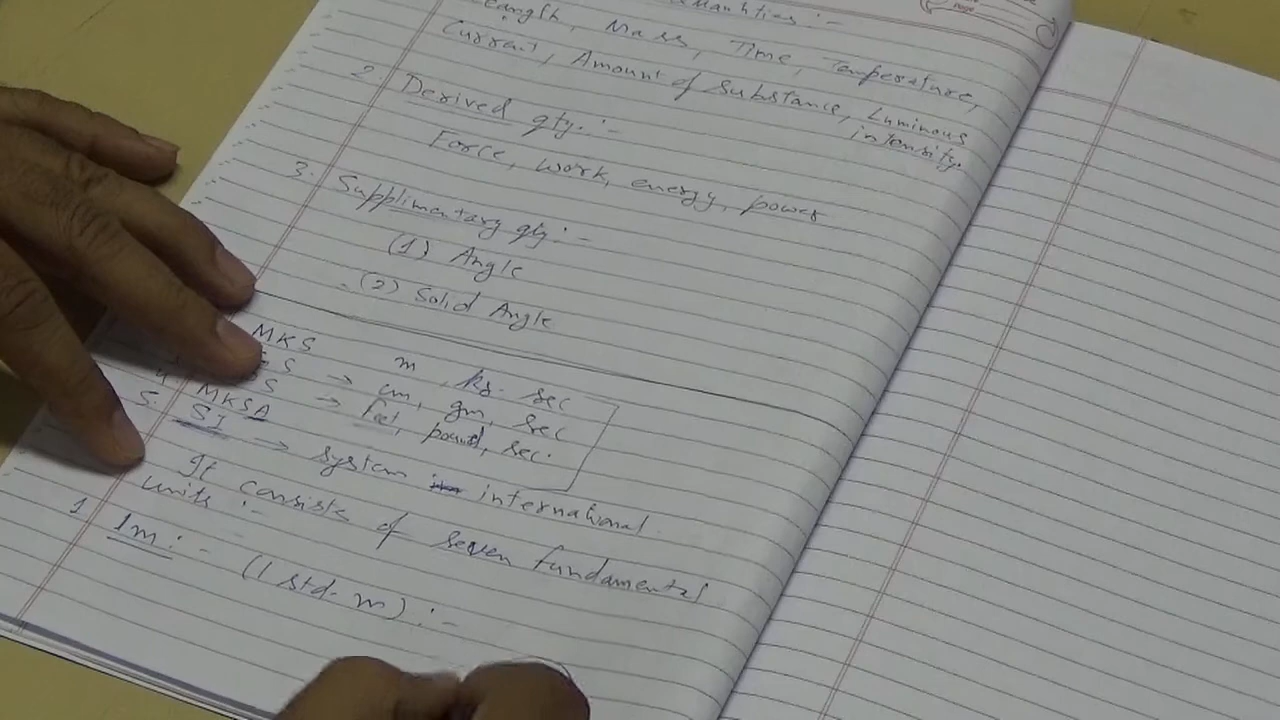 Length, Mass, Time, Temperature,
Current, Amount of Substance, Luminous
intensity.
2. Derived qty. :-
Force, work, energy, power
3. Supplimentary qty :-
(1) Angle
(2) Solid Angle
MKS m, kg. sec
S → cm, gm, sec
S → feet, pound, sec.
4. MKSA
5. SI → system international
It consists of seven fundamental
units :-
1 1m :- (1 std. m) :-